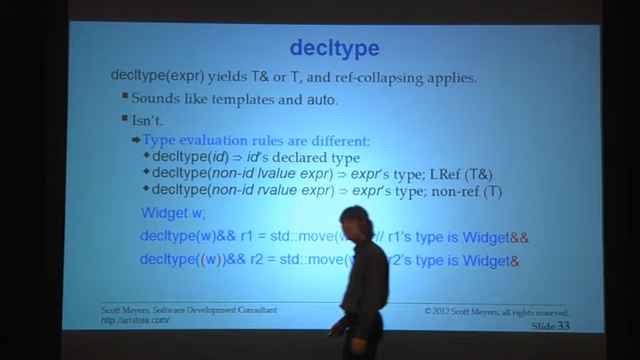 decltype
decltype(expr) yields T& or T, and ref-collapsing applies.
▪ Sounds like templates and auto.
▪ Isn't.
➔Type evaluation rules are different:
◆ decltype(id) ⇒ id's declared type
◆ decltype(non-id lvalue expr) ⇒ expr's type; LRef (T&)
◆ decltype(non-id rvalue expr) ⇒ expr's type; non-ref (T)
Widget w;
decltype(w)&& r1 = std::move( // r1's type is Widget&&
decltype((w))&& r2 = std::move( r2's type is Widget&
Scott Meyers, Software Development Consultant © 2012 Scott Meyers, all rights reserved.
http://aristeia.com/ Slide 33